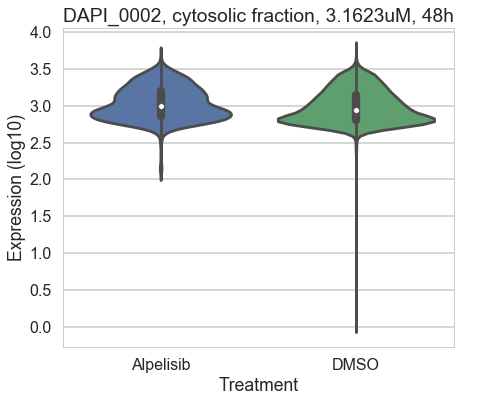 DAPI_0002, cytosolic fraction, 3.1623uM, 48h
Expression (log10)
4.0
3.5
3.0
2.5
2.0
1.5
1.0
0.5
0.0
Alpelisib
DMSO
Treatment